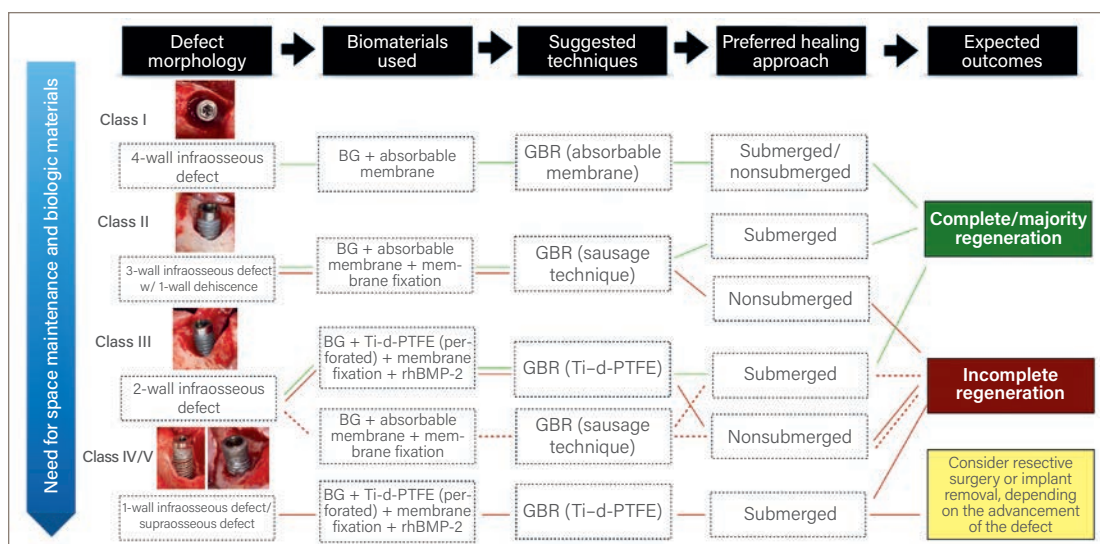 Defect
morphology
Biomaterials
used
Suggested
techniques
Preferred healing
approach
Expected
outcomes
Need for space maintenance and biologic materials
Class I
4-wall infraosseous
defect
BG + absorbable
membrane
GBR (absorbable
membrane)
Submerged/
nonsubmerged
Class II
3-wall infraosseous defect
w/ 1-wall dehiscence
BG + absorbable
membrane + mem-
brane fixation
GBR (sausage
technique)
Submerged
Nonsubmerged
Complete/majority
regeneration
Class III
2-wall infraosseous
defect
BG + Ti-d-PTFE (per-
forated) + membrane
fixation + rhBMP-2
GBR (Ti–d-PTFE)
Submerged
BG + absorbable
membrane + mem-
brane fixation
GBR (sausage
technique)
Nonsubmerged
Incomplete
regeneration
Class IV/V
1-wall infraosseous defect/
supraosseous defect
BG + Ti-d-PTFE (per-
forated) + membrane
fixation + rhBMP-2
GBR (Ti–d-PTFE)
Submerged
Consider resective
surgery or implant
removal, depending
on the advancement
of the defect